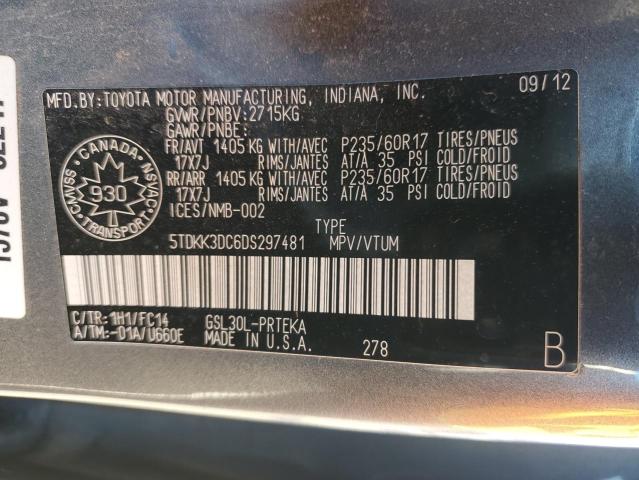 MFD.BY:TOYOTA MOTOR MANUFACTURING, INDIANA, INC. 09/12
GVWR/PNBV:2715KG
GAWR/PNBE:
FR/AVT 1405 KG WITH/AVEC P235/60R17 TIRES/PNEUS
17X7J RIMS/JANTES AT/A 35 PSI COLD/FROID
RR/ARR 1405 KG WITH/AVEC P235/60R17 TIRES/PNEUS
17X7J RIMS/JANTES AT/A 35 PSI COLD/FROID
ICES/NMB-002
TYPE
5TDKK3DC6DS297481 MPV/VTUM
C/TR: 1H1/FC14 GSL30L-PRTEKA
A/TM:-01A/U660E MADE IN U.S.A. 278 B
CANADA
CMVSS NSVAC
930
TRANSPORT